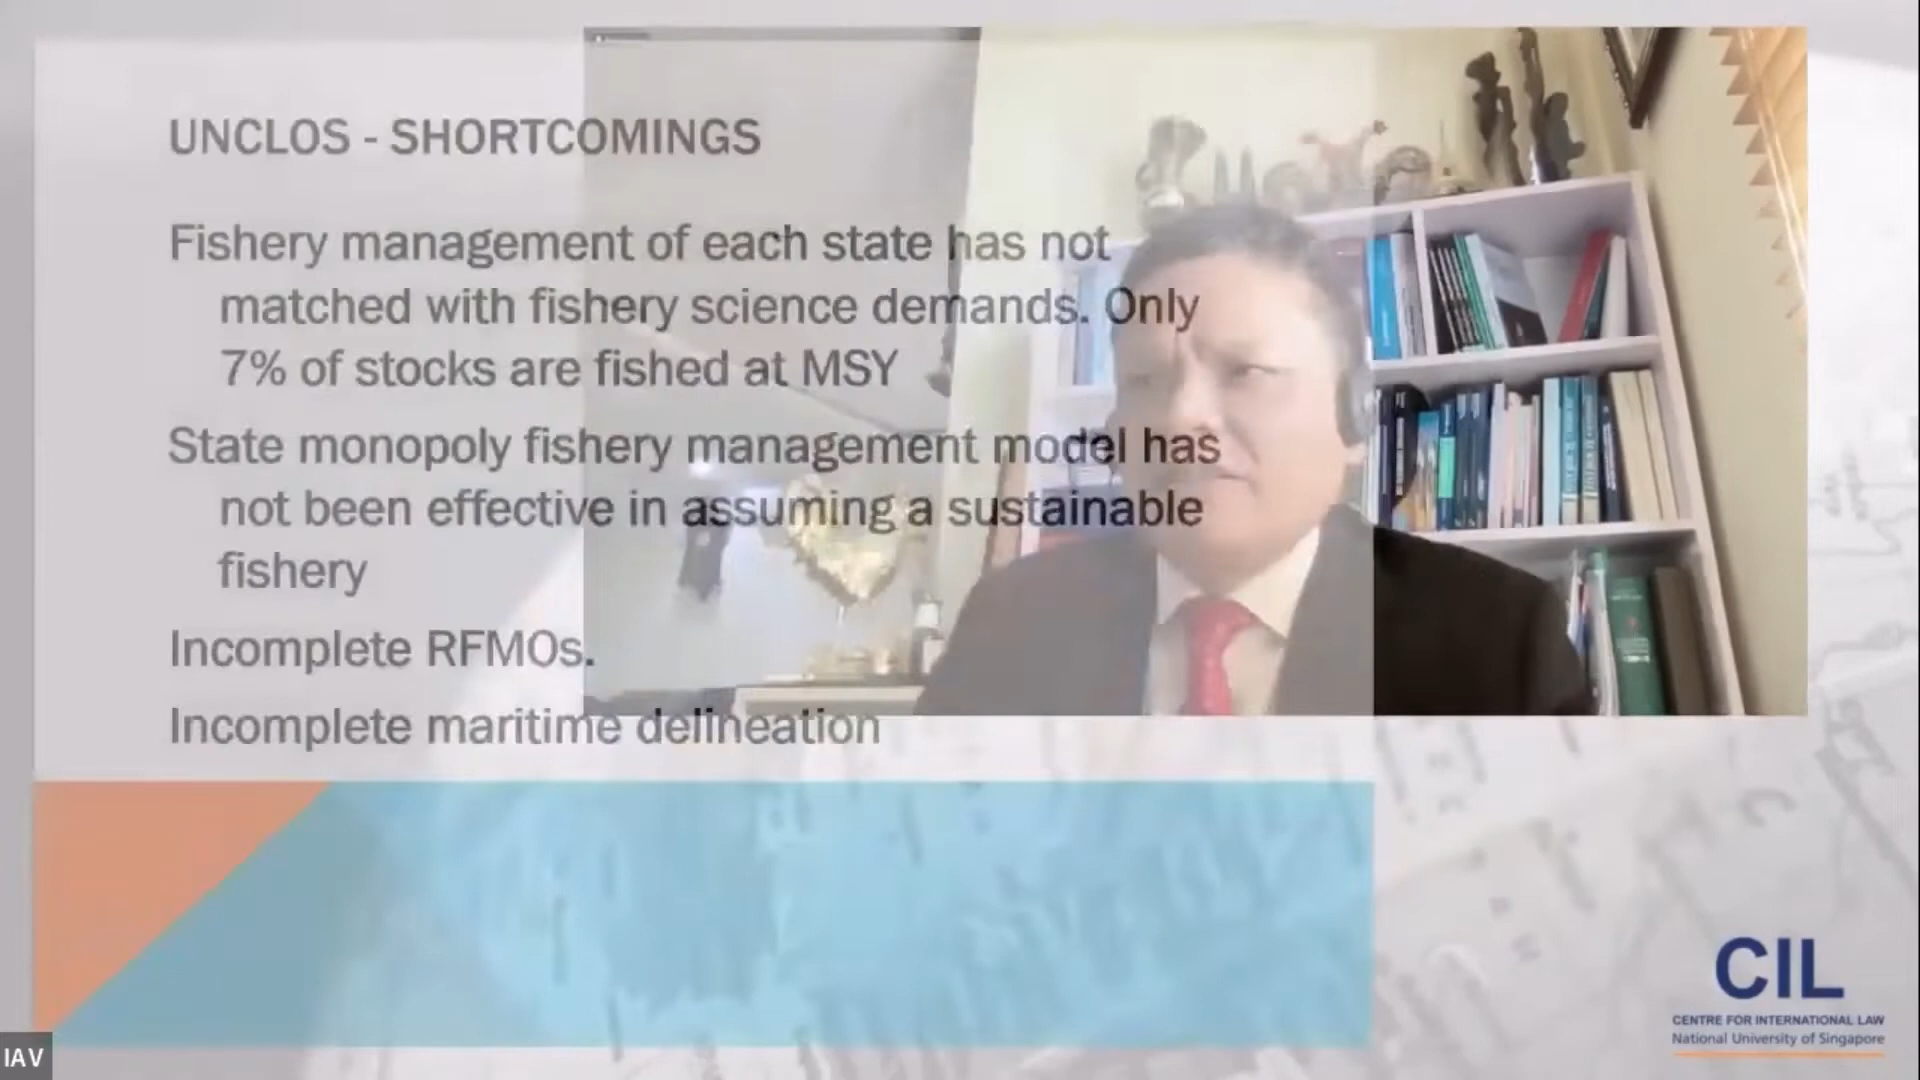 UNCLOS - SHORTCOMINGS
Fishery management of each state has not
matched with fishery science demands. Only
7% of stocks are fished at MSY
State monopoly fishery management model has
not been effective in assuming a sustainable
fishery
Incomplete RFMOs.
Incomplete maritime delineation
CIL
CENTRE FOR INTERNATIONAL LAW
National University of Singapore
IAV